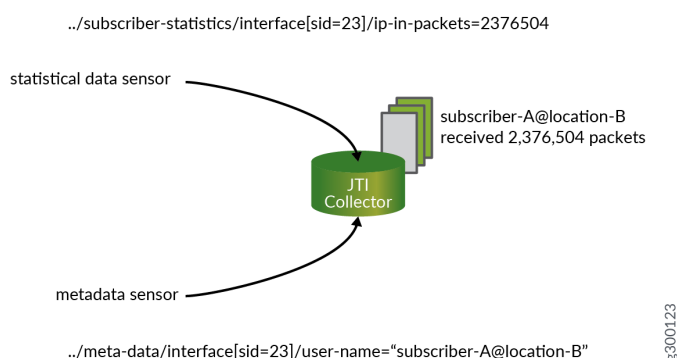 ../subscriber-statistics/interface[sid=23]/ip-in-packets=2376504
statistical data sensor
subscriber-A@location-B
received 2,376,504 packets
JTI
Collector
metadata sensor
../meta-data/interface[sid=23]/user-name=“subscriber-A@location-B”
g300123